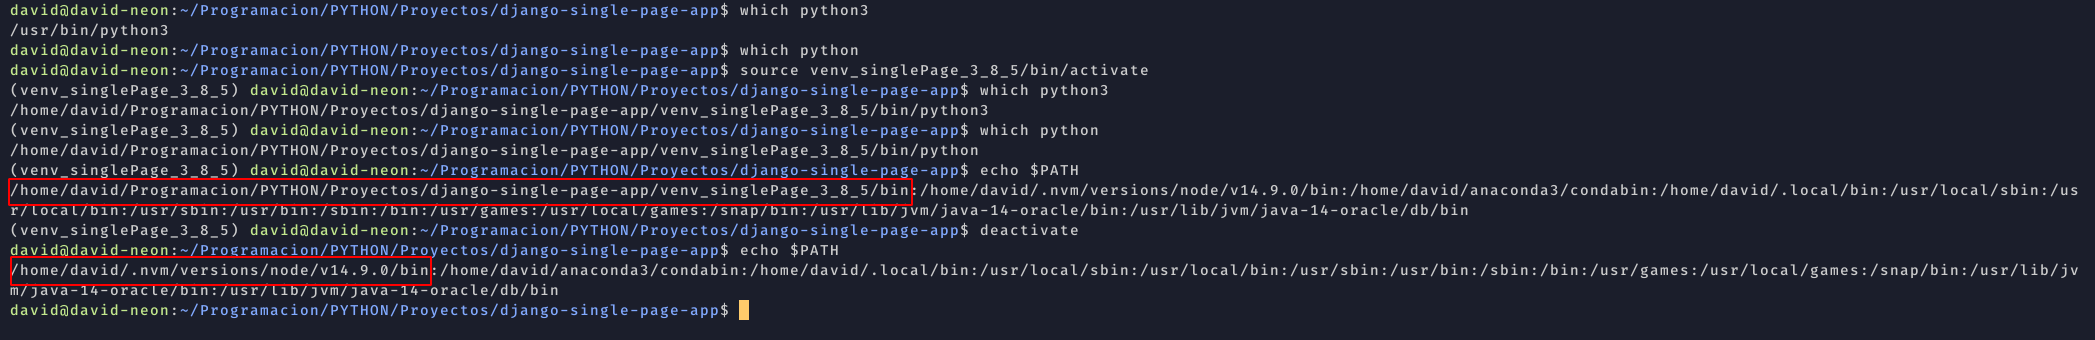 david@david-neon:~/Programacion/PYTHON/Proyectos/django-single-page-app$ which python3
/usr/bin/python3
david@david-neon:~/Programacion/PYTHON/Proyectos/django-single-page-app$ which python
david@david-neon:~/Programacion/PYTHON/Proyectos/django-single-page-app$ source venv_singlePage_3_8_5/bin/activate
(venv_singlePage_3_8_5) david@david-neon:~/Programacion/PYTHON/Proyectos/django-single-page-app$ which python3
/home/david/Programacion/PYTHON/Proyectos/django-single-page-app/venv_singlePage_3_8_5/bin/python3
(venv_singlePage_3_8_5) david@david-neon:~/Programacion/PYTHON/Proyectos/django-single-page-app$ which python
/home/david/Programacion/PYTHON/Proyectos/django-single-page-app/venv_singlePage_3_8_5/bin/python
(venv_singlePage_3_8_5) david@david-neon:~/Programacion/PYTHON/Proyectos/django-single-page-app$ echo $PATH
/home/david/Programacion/PYTHON/Proyectos/django-single-page-app/venv_singlePage_3_8_5/bin:/home/david/.nvm/versions/node/v14.9.0/bin:/home/david/anaconda3/condabin:/home/david/.local/bin:/usr/local/sbin:/us
r/local/bin:/usr/sbin:/usr/bin:/sbin:/bin:/usr/games:/usr/local/games:/snap/bin:/usr/lib/jvm/java-14-oracle/bin:/usr/lib/jvm/java-14-oracle/db/bin
(venv_singlePage_3_8_5) david@david-neon:~/Programacion/PYTHON/Proyectos/django-single-page-app$ deactivate
david@david-neon:~/Programacion/PYTHON/Proyectos/django-single-page-app$ echo $PATH
/home/david/.nvm/versions/node/v14.9.0/bin:/home/david/anaconda3/condabin:/home/david/.local/bin:/usr/local/sbin:/usr/local/bin:/usr/sbin:/usr/bin:/sbin:/bin:/usr/games:/usr/local/games:/snap/bin:/usr/lib/jv
m/java-14-oracle/bin:/usr/lib/jvm/java-14-oracle/db/bin
david@david-neon:~/Programacion/PYTHON/Proyectos/django-single-page-app$